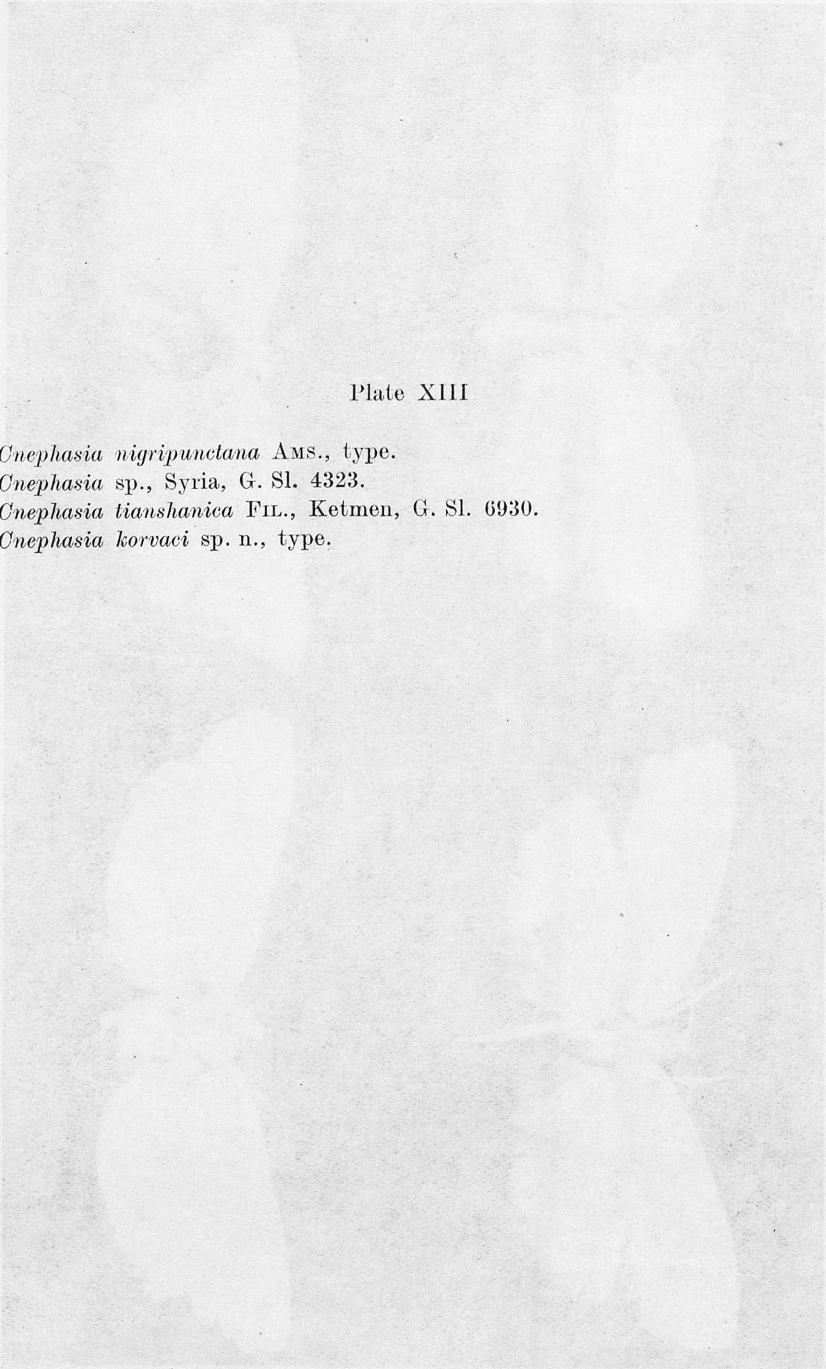 Plate XIII
Cnephasia nigripunctana AMS., type.
Cnephasia sp., Syria, G. Sl. 4323.
Cnephasia tianshanica FIL., Ketmen, G. Sl. 6930.
Cnephasia korvaci sp. n., type.